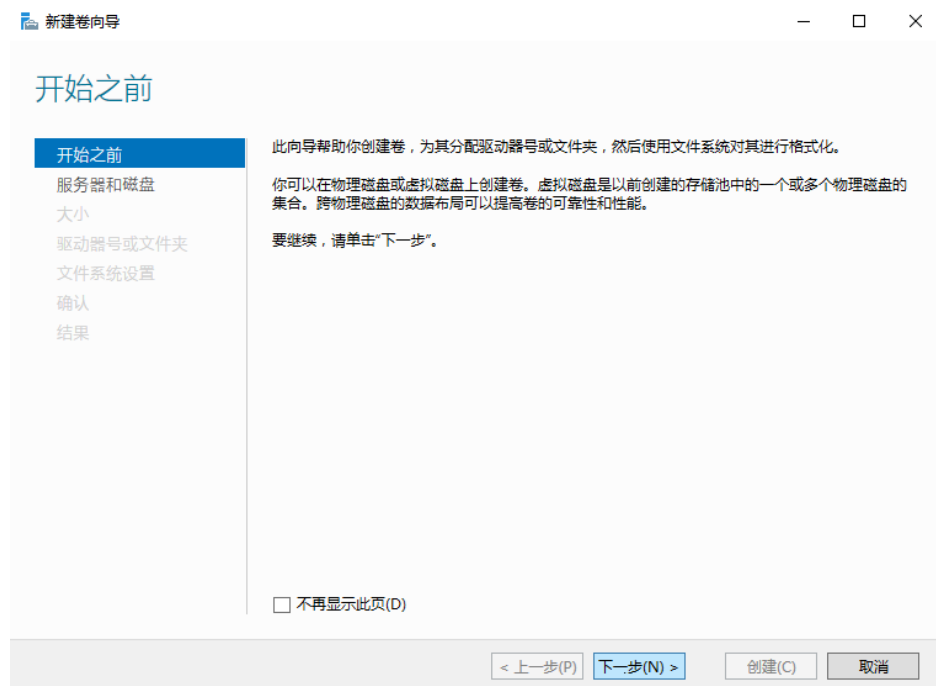 新建卷向导
开始之前
开始之前
服务器和磁盘
大小
驱动器号或文件夹
文件系统设置
确认
结果
此向导帮助你创建卷，为其分配驱动器号或文件夹，然后使用文件系统对其进行格式化。
你可以在物理磁盘或虚拟磁盘上创建卷。虚拟磁盘是以前创建的存储池中的一个或多个物理磁盘的
集合。跨物理磁盘的数据布局可以提高卷的可靠性和性能。
要继续，请单击“下一步”。
不再显示此页(D)
< 上一步(P)
下一步(N) >
创建(C)
取消